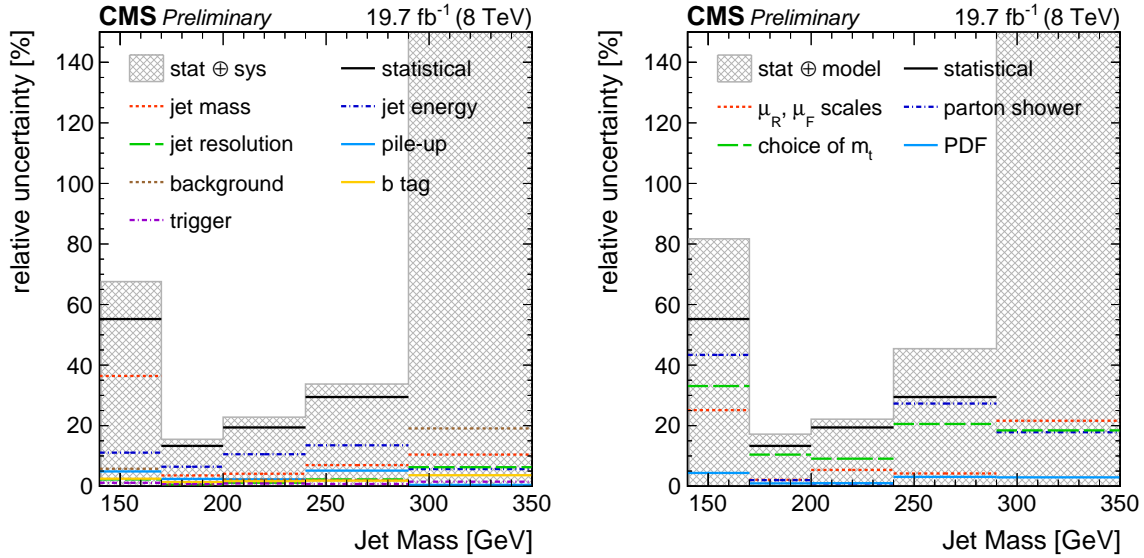 CMS Preliminary 19.7 fb⁻¹ (8 TeV)
relative uncertainty [%]
140
120
100
80
60
40
20
0
stat ⊕ sys
statistical
jet mass
jet energy
jet resolution
pile-up
background
b tag
trigger
150 200 250 300 350
Jet Mass [GeV]
CMS Preliminary 19.7 fb⁻¹ (8 TeV)
relative uncertainty [%]
140
120
100
80
60
40
20
0
stat ⊕ model
statistical
μ_R, μ_F scales
parton shower
choice of m_t
PDF
150 200 250 300 350
Jet Mass [GeV]